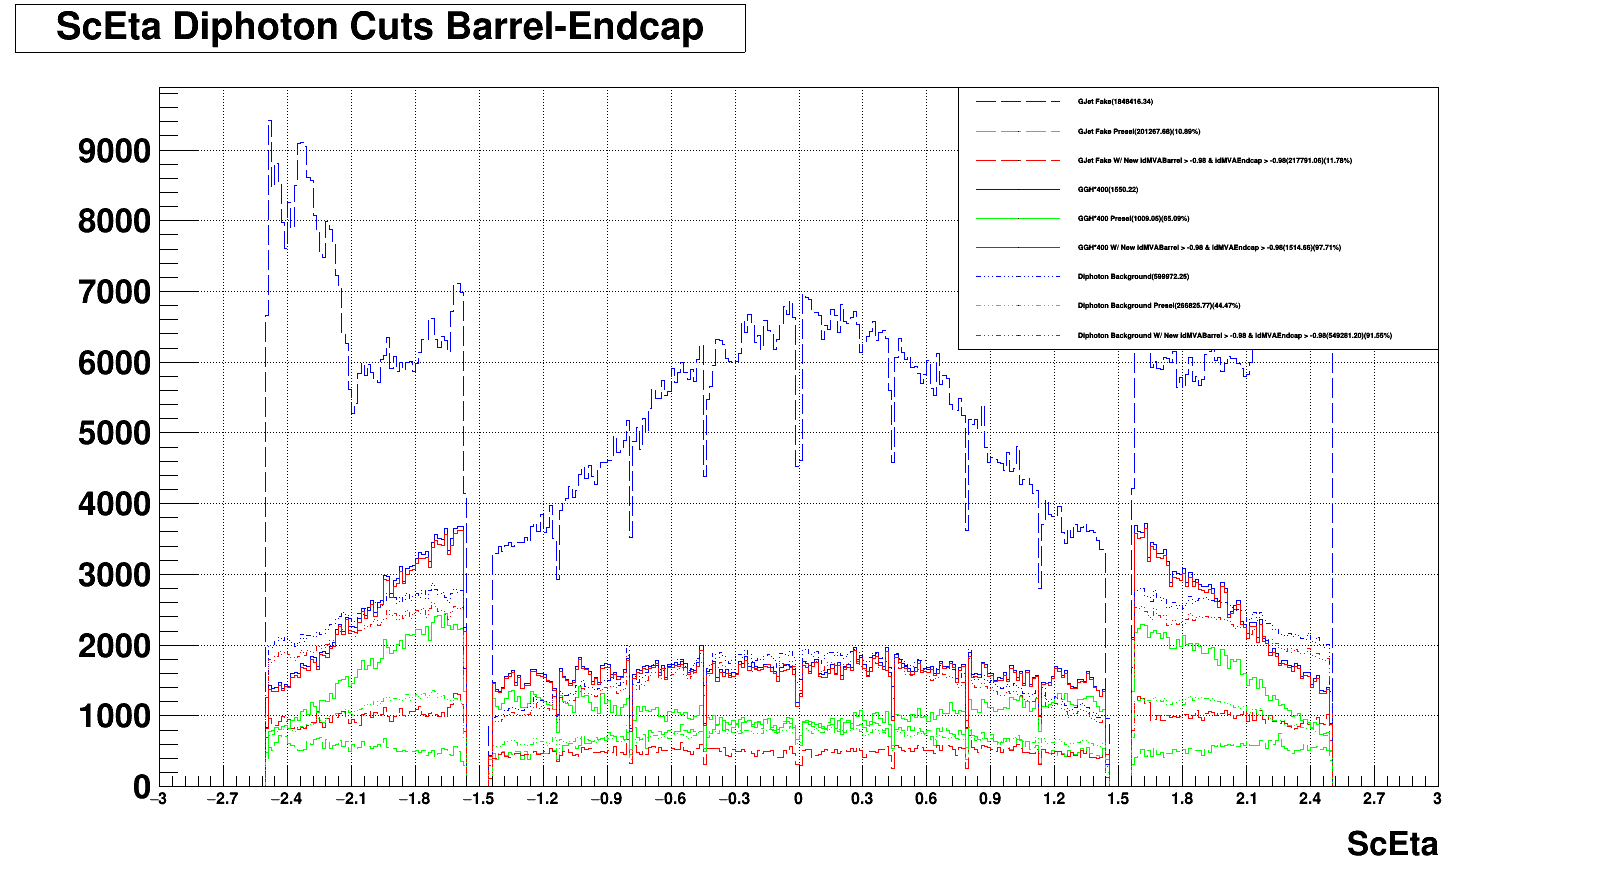 ScEta Diphoton Cuts Barrel-Endcap
GJet Fake(1848416.34)
GJet Fake Presel(201267.68)(10.89%)
GJet Fake W/ New IdMVABarrel > -0.98 & IdMVAEndcap > -0.98(217791.06)(11.78%)
GGH*400(1550.22)
GGH*400 Presel(1009.05)(65.09%)
GGH*400 W/ New IdMVABarrel > -0.98 & IdMVAEndcap > -0.98(1514.66)(97.71%)
Diphoton Background(599972.25)
Diphoton Background Presel(266825.77)(44.47%)
Diphoton Background W/ New IdMVABarrel > -0.98 & IdMVAEndcap > -0.98(549281.20)(91.55%)
9000
8000
7000
6000
5000
4000
3000
2000
1000
0
−3 −2.7 −2.4 −2.1 −1.8 −1.5 −1.2 −0.9 −0.6 −0.3 0 0.3 0.6 0.9 1.2 1.5 1.8 2.1 2.4 2.7 3
ScEta